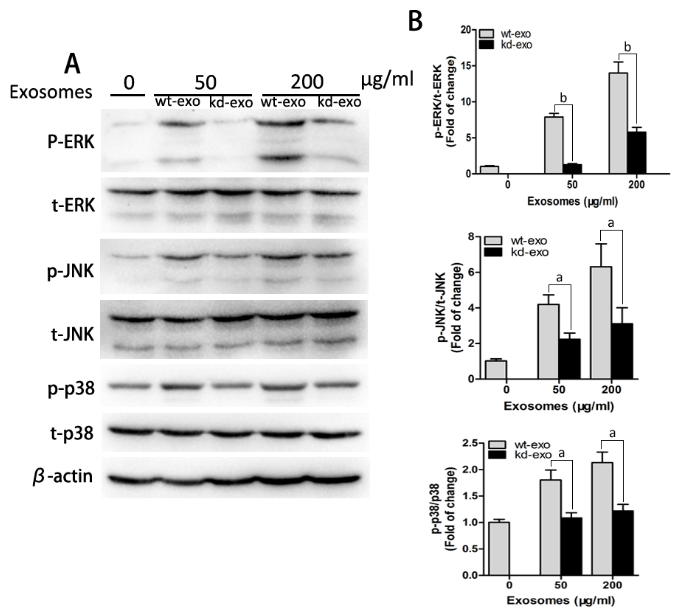 A
0 50 200 μg/ml
Exosomes wt-exo kd-exo wt-exo kd-exo
P-ERK
t-ERK
p-JNK
t-JNK
p-p38
t-p38
β-actin
B
p-ERK/t-ERK
(Fold of change)
20
15
10
5
0
wt-exo
kd-exo
b
b
0 50 200
Exosomes (μg/ml)
p-JNK/t-JNK
(Fold of change)
8
6
4
2
0
wt-exo
kd-exo
a
a
0 50 200
Exosomes (μg/ml)
p-p38/p38
(Fold of change)
2.5
2.0
1.5
1.0
0.5
0.0
wt-exo
kd-exo
a
a
0 50 200
Exosomes (μg/ml)